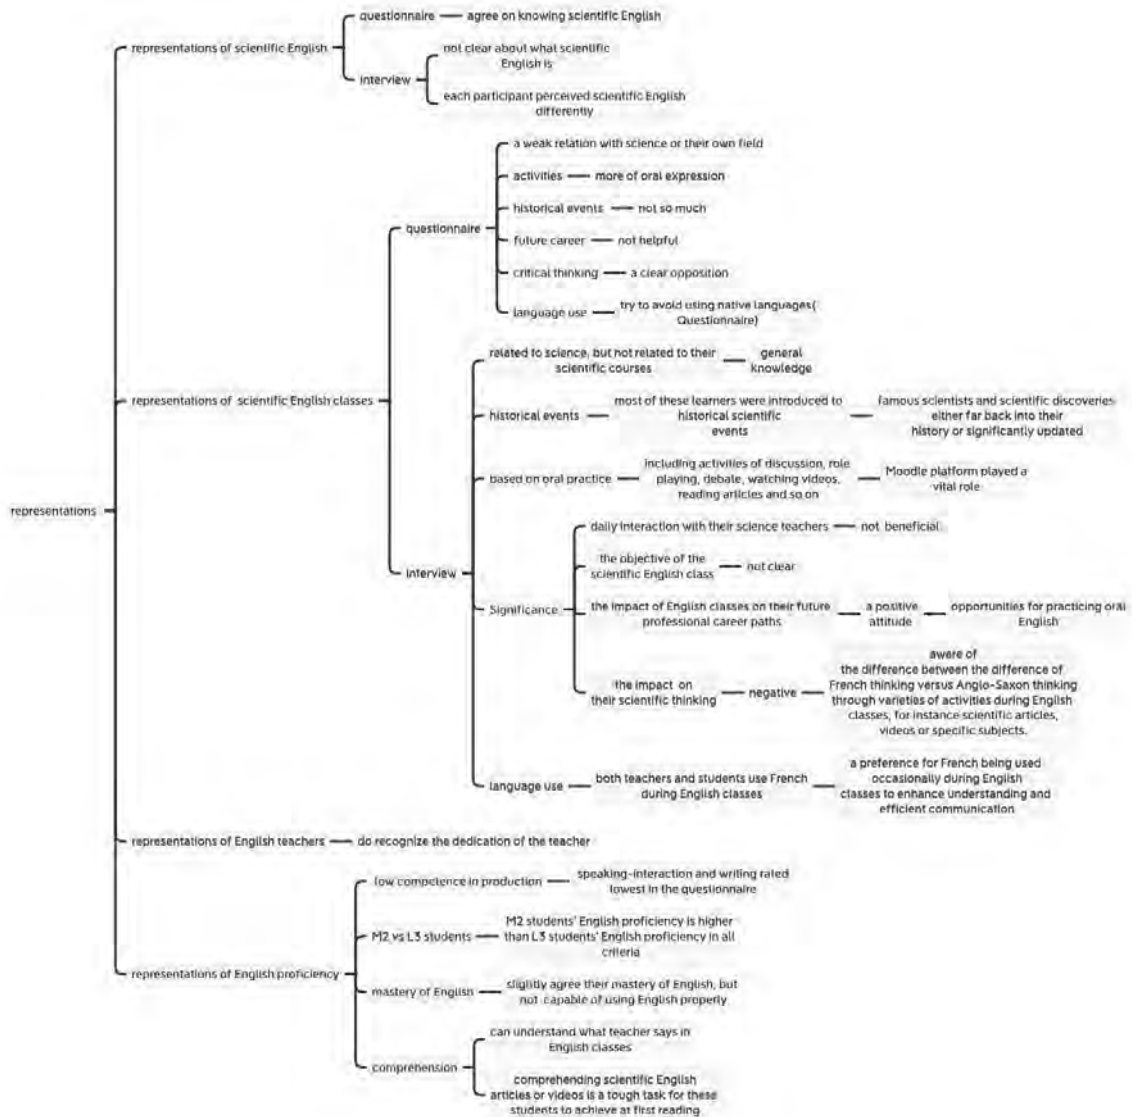 questionnaire
agree on knowing scientific English
representations of scientific English
not clear about what scientific
English is
interview
each participant perceived scientific English
differently
a weak relation with science or their own field
activities
more of oral expression
historical events
not so much
questionnaire
future career
not helpful
critical thinking
a clear opposition
language use
try to avoid using native languages(
Questionnaire)
related to science, but not related to their
scientific courses
general
knowledge
representations of scientific English classes
historical events
most of these learners were introduced to
historical scientific
events
famous scientists and scientific discoveries
either far back into their
history or significantly updated
based on oral practice
including activities of discussion, role
playing, debate, watching videos,
reading articles and so on
Moodle platform played a
vital role
representations
daily interaction with their science teachers
not beneficial
interview
the objective of the
scientific English class
not clear
Significance
the impact of English classes on their future
professional career paths
a positive
attitude
opportunities for practicing oral
English
the impact on
their scientific thinking
negative
aware of
the difference between the difference of
French thinking versus Anglo-Saxon thinking
through varieties of activities during English
classes, for instance scientific articles,
videos or specific subjects.
language use
both teachers and students use French
during English classes
a preference for French being used
occasionally during English
classes to enhance understanding and
efficient communication
representations of English teachers
do recognize the dedication of the teacher
low competence in production
speaking-interaction and writing rated
lowest in the questionnaire
M2 vs L3 students
M2 students' English proficiency is higher
than L3 students' English proficiency in all
criteria
representations of English proficiency
mastery of English
slightly agree their mastery of English, but
not capable of using English properly
can understand what teacher says in
English classes
comprehension
comprehending scientific English
articles or videos is a tough task for these
students to achieve at first reading